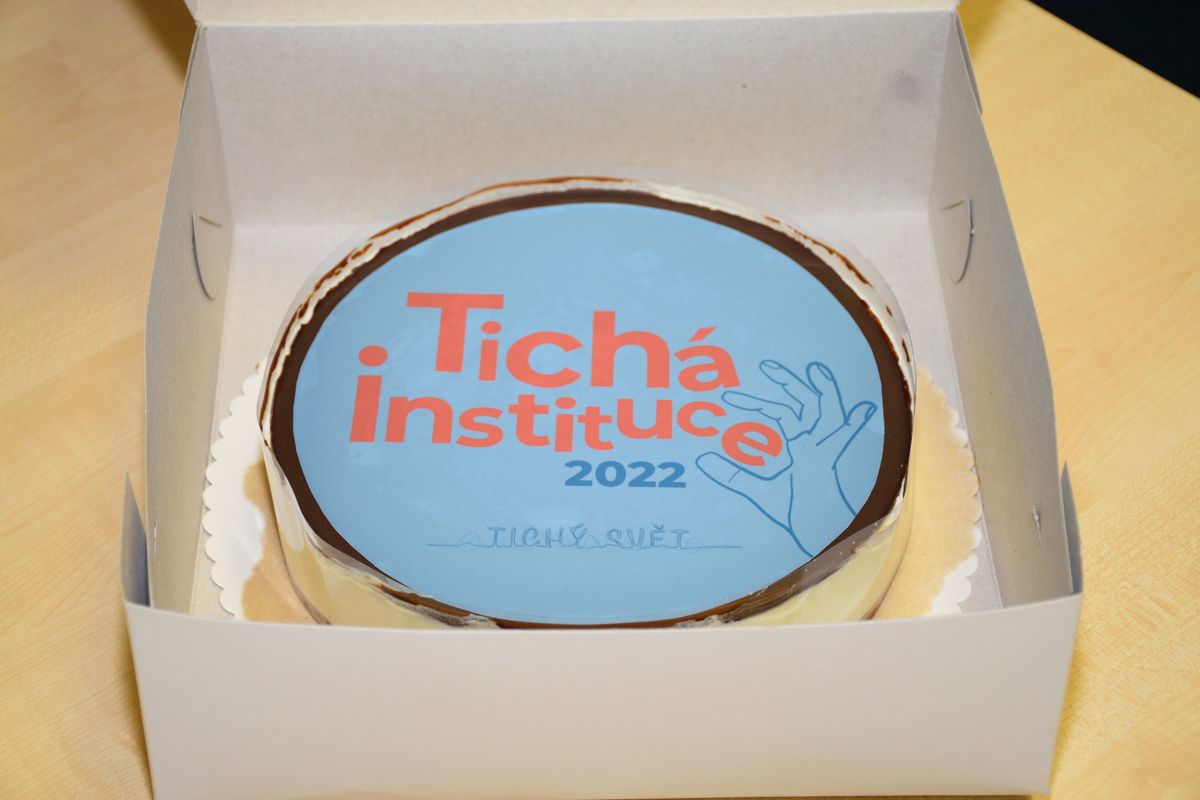 Tichá
instituce
2022
TICHÝ SVĚT